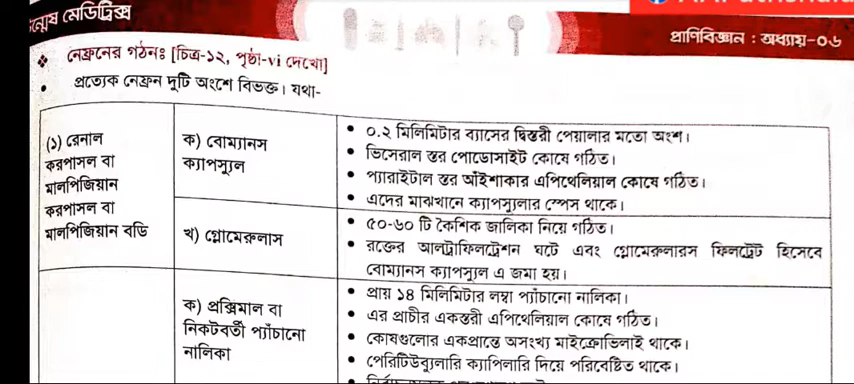 উন্মেষ মেডিট্রিক্স
প্রাণিবিজ্ঞান : অধ্যায়-০৬
❖ নেফ্রনের গঠনঃ [চিত্র-১২, পৃষ্ঠা-vi দেখো]
• প্রত্যেক নেফ্রন দুটি অংশে বিভক্ত। যথা-
(১) রেনাল
করপাসল বা
মালপিজিয়ান
করপাসল বা
মালপিজিয়ান বডি
ক) বোম্যানস
ক্যাপস্যুল
• ০.২ মিলিমিটার ব্যাসের দ্বিস্তরী পেয়ালার মতো অংশ।
• ভিসেরাল স্তর পোডোসাইট কোষে গঠিত।
• প্যারাইটাল স্তর আঁইশাকার এপিথেলিয়াল কোষে গঠিত।
• এদের মাঝখানে ক্যাপস্যুলার স্পেস থাকে।
খ) গ্লোমেরুলাস
• ৫০-৬০ টি কৈশিক জালিকা নিয়ে গঠিত।
• রক্তের আলট্রাফিলট্রেশন ঘটে এবং গ্লোমেরুলারস ফিলট্রেট হিসেবে
বোম্যানস ক্যাপস্যুল এ জমা হয়।
ক) প্রক্সিমাল বা
নিকটবর্তী প্যাঁচানো
নালিকা
• প্রায় ১৪ মিলিমিটার লম্বা প্যাঁচানো নালিকা।
• এর প্রাচীর একস্তরী এপিথেলিয়াল কোষে গঠিত।
• কোষগুলোর একপ্রান্তে অসংখ্য মাইক্রোভিলাই থাকে।
• পেরিটিউব্যুলারি ক্যাপিলারি দিয়ে পরিবেষ্টিত থাকে।